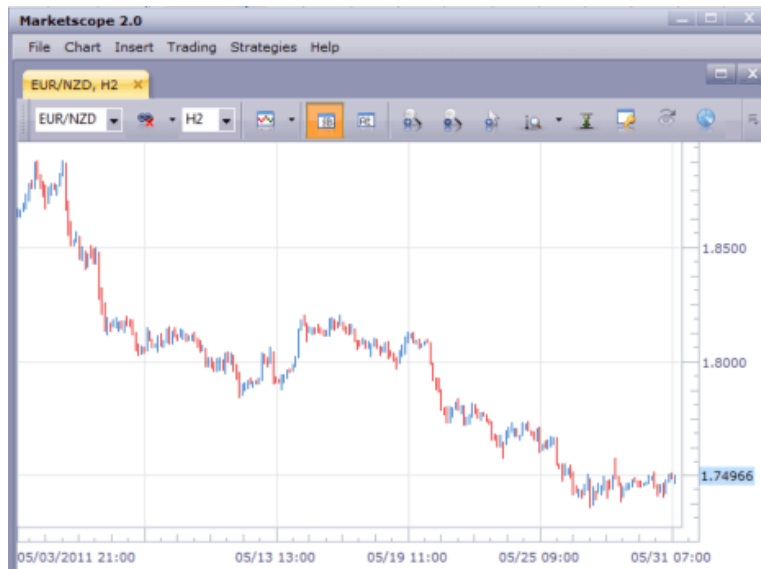 Marketscope 2.0
File Chart Insert Trading Strategies Help
EUR/NZD, H2
EUR/NZD H2
1.8500
1.8000
1.74966
05/03/2011 21:00 05/13 13:00 05/19 11:00 05/25 09:00 05/31 07:00